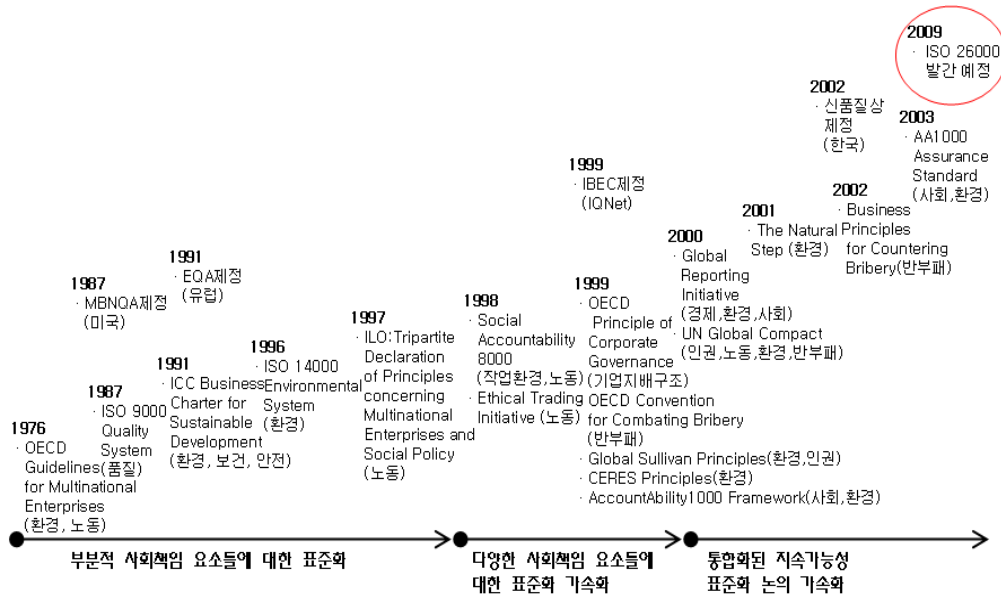 2009
· ISO 26000
발간 예정
2002
· 신품질상
제정
(한국)
2003
· AA1000
Assurance
Standard
(사회,환경)
1999
· IBEC제정
(IQNet)
2002
· Business
Principles
for Countering
Bribery(반부패)
2001
· The Natural
Step (환경)
2000
· Global
Reporting
Initiative
(경제,환경,사회)
· UN Global Compact
(인권,노동,환경,반부패)
1991
· EQA제정
(유럽)
1987
· MBNQA제정
(미국)
1976
· OECD
Guidelines
for Multinational
Enterprises
(환경, 노동)
1987
· ISO 9000
Quality
System
(품질)
1991
· ICC Business
Charter for
Sustainable
Development
(환경, 보건, 안전)
1996
· ISO 14000
Environmental
System
(환경)
1997
· ILO:Tripartite
Declaration
of Principles
concerning
Multinational
Enterprises and
Social Policy
(노동)
1998
· Social
Accountability
8000
(작업환경,노동)
· Ethical Trading
Initiative (노동)
1999
· OECD
Principle of
Corporate
Governance
(기업지배구조)
· OECD Convention
for Combating Bribery
(반부패)
· Global Sullivan Principles(환경,인권)
· CERES Principles(환경)
· AccountAbility1000 Framework(사회,환경)
부분적 사회책임 요소들에 대한 표준화
다양한 사회책임 요소들에
대한 표준화 가속화
통합화된 지속가능성
표준화 논의 가속화